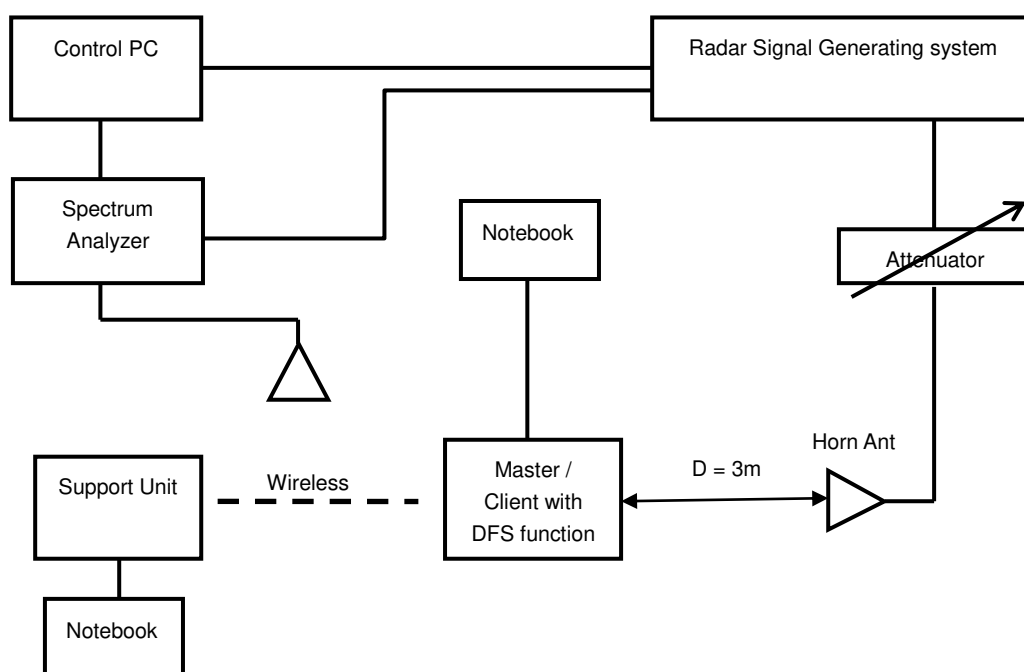 Control PC
Radar Signal Generating system
Spectrum
Analyzer
Notebook
Attenuator
Horn Ant
Support Unit
Wireless
Master /
Client with
DFS function
D = 3m
Notebook